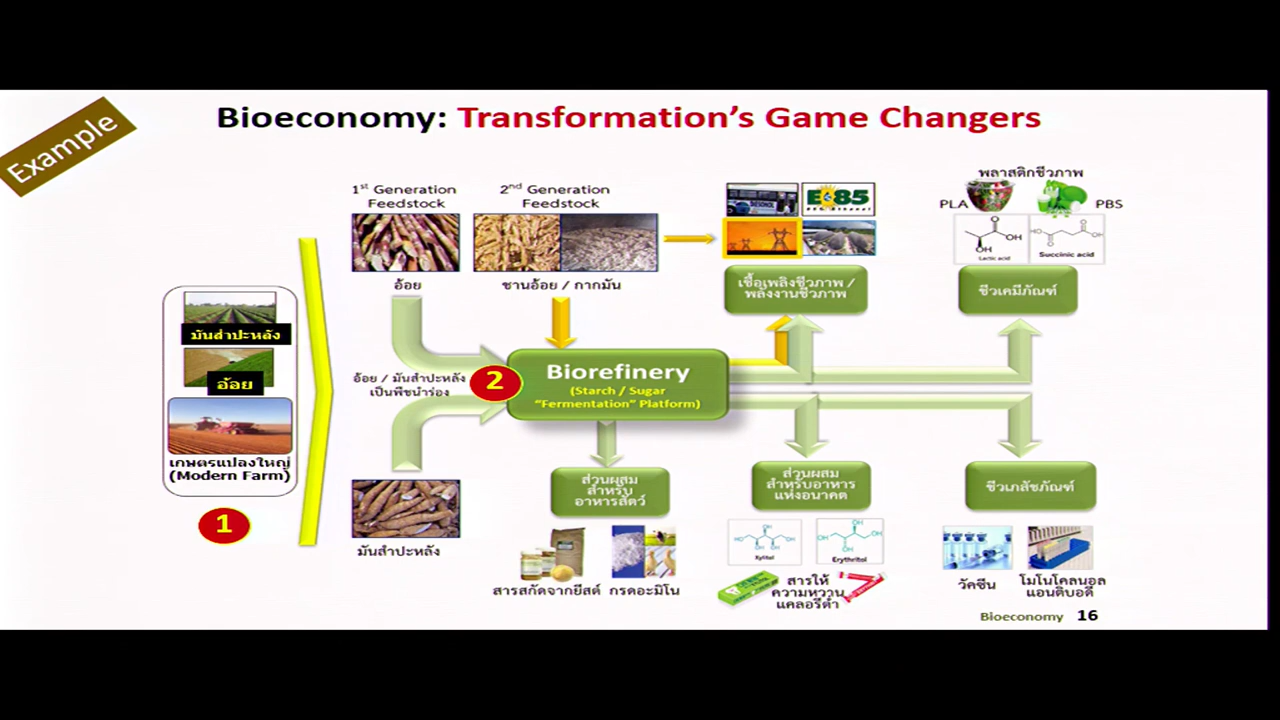 Example
Bioeconomy: Transformation's Game Changers
1st Generation
Feedstock
2nd Generation
Feedstock
อ้อย
ชานอ้อย / กากมัน
DIESOHOL
E85
เชื้อเพลิงชีวภาพ /
พลังงานชีวภาพ
พลาสติกชีวภาพ
PLA
PBS
OH
OH
Lactic acid
HO
OH
Succinic acid
ชีวเคมีภัณฑ์
มันสำปะหลัง
อ้อย
เกษตรแปลงใหญ่
(Modern Farm)
1
อ้อย / มันสำปะหลัง
เป็นพืชนำร่อง
2
Biorefinery
(Starch / Sugar
"Fermentation" Platform)
มันสำปะหลัง
ส่วนผสม
สำหรับ
อาหารสัตว์
สารสกัดจากยีสต์
กรดอะมิโน
ส่วนผสม
สำหรับอาหาร
แห่งอนาคต
Xylitol
Erythritol
สารให้
ความหวาน
แคลอรีต่ำ
ชีวเภสัชภัณฑ์
วัคซีน
โมโนโคลนอล
แอนติบอดี
Bioeconomy 16